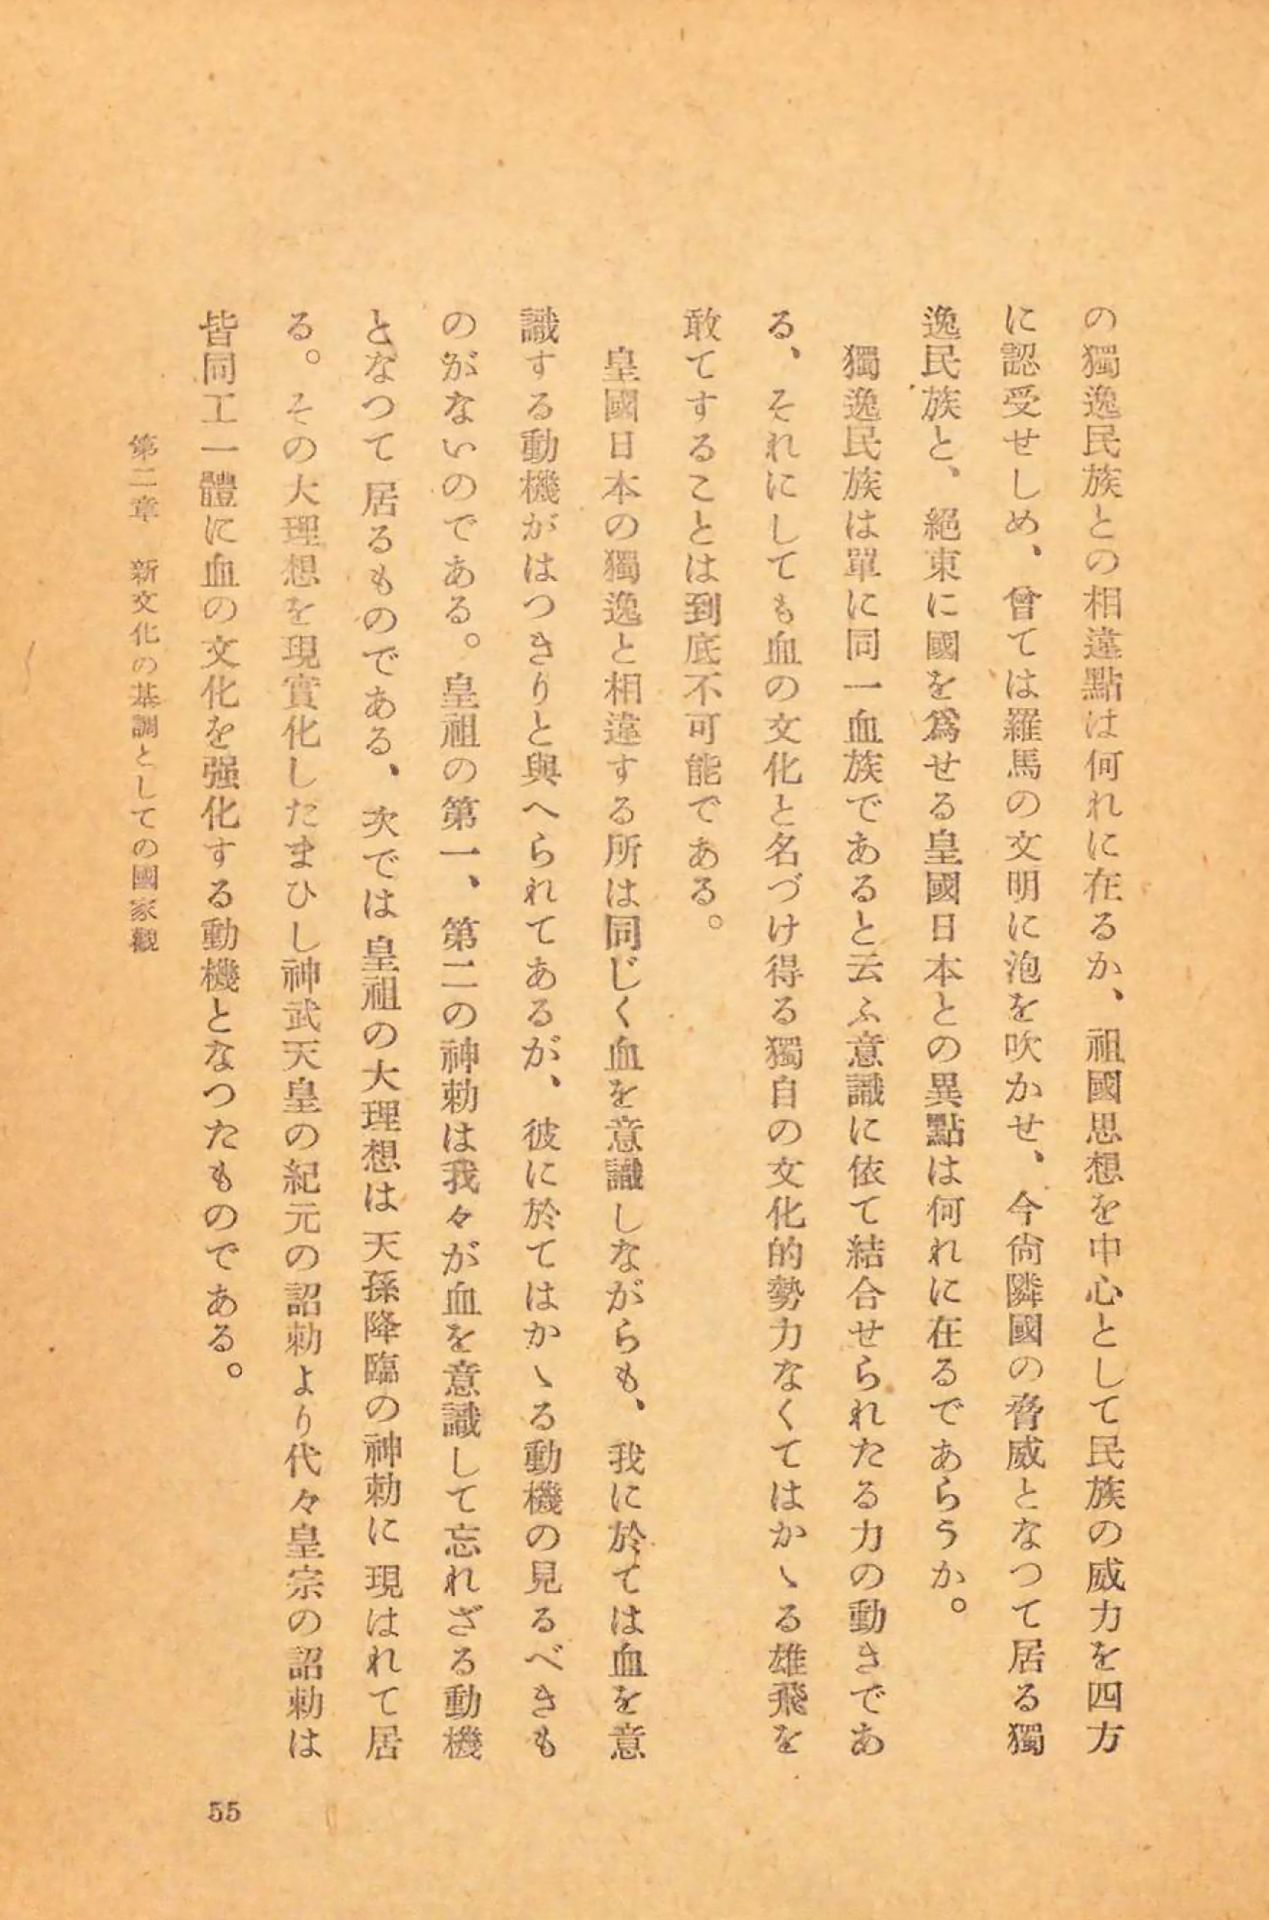 の獨逸民族との相違點は何れに在るか、祖國思想を中心として民族の威力を四方
に認受せしめ、曾ては羅馬の文明に泡を吹かせ、今尙隣國の脅威となつて居る獨
逸民族と、絕東に國を爲せる皇國日本との異點は何れに在るであらうか。
獨逸民族は單に同一血族であると云ふ意識に依て結合せられたる力の動きであ
る、それにしても血の文化と名づけ得る獨自の文化的勢力なくてはかゝる雄飛を
敢てすることは到底不可能である。
皇國日本の獨逸と相違する所は同じく血を意識しながらも、我に於ては血を意
識する動機がはつきりと與へられてあるが、彼に於てはかゝる動機の見るべきも
のがないのである。皇祖の第一、第二の神勅は我々が血を意識して忘れざる動機
となつて居るものである、次では皇祖の大理想は天孫降臨の神勅に現はれて居
る。その大理想を現實化したまひし神武天皇の紀元の詔勅より代々皇宗の詔勅は
皆同工一體に血の文化を强化する動機となつたものである。
第二章　新文化の基調としての國家觀
55